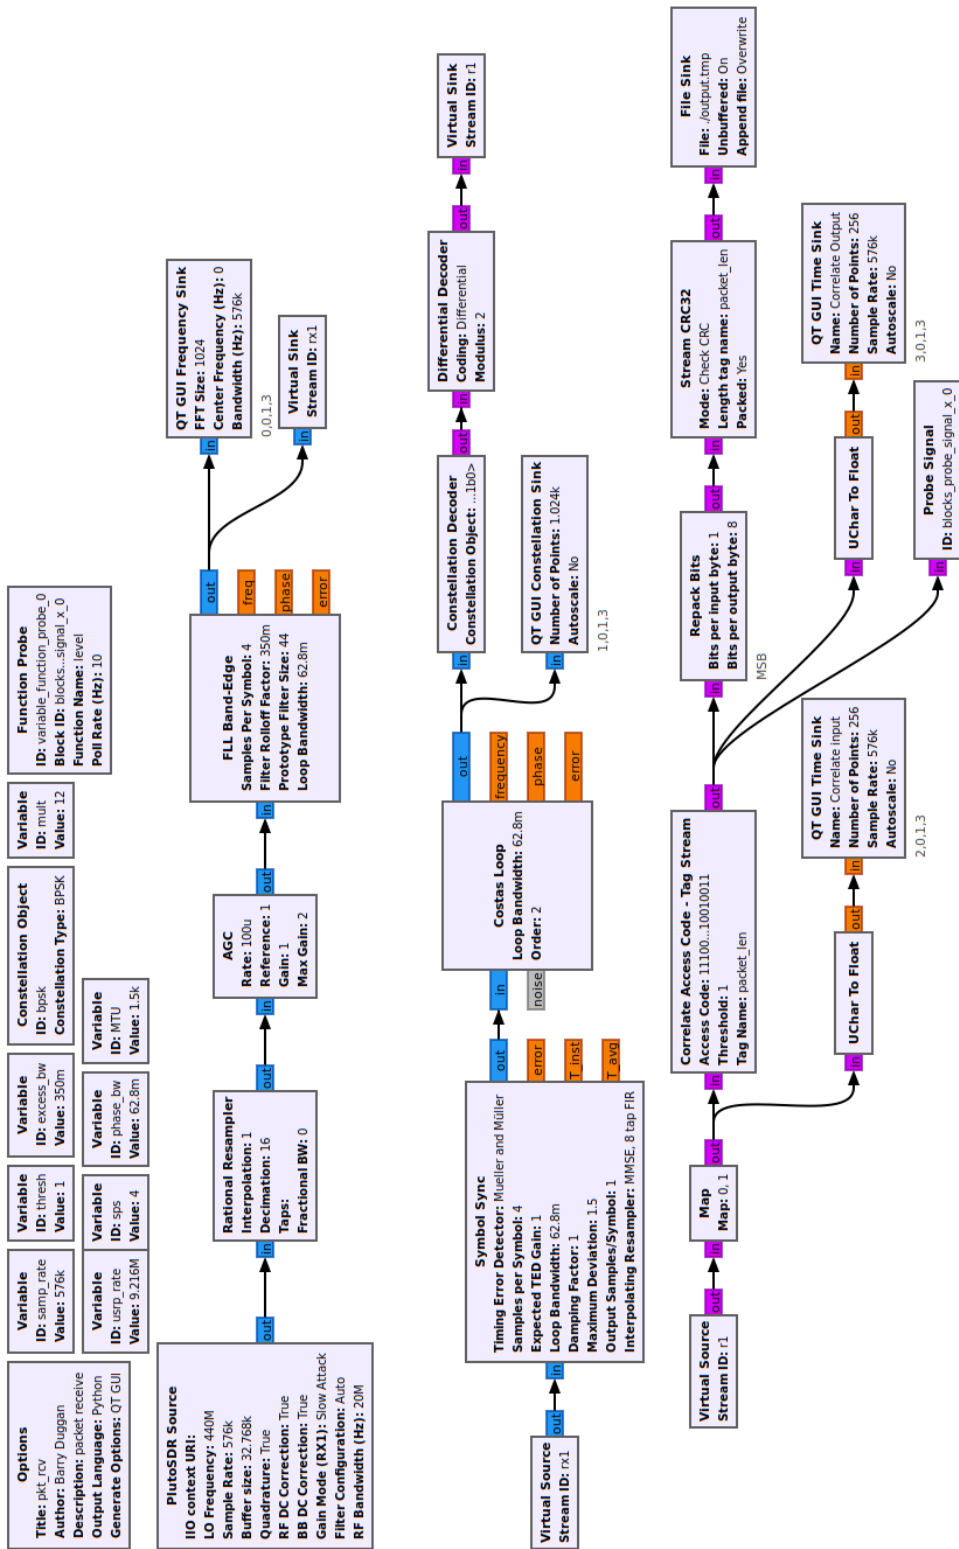 Options
Title: pkt_rcv
Author: Barry Duggan
Description: packet receive
Output Language: Python
Generate Options: QT GUI
Variable
ID: samp_rate
Value: 576k
Variable
ID: thresh
Value: 1
Variable
ID: excess_bw
Value: 350m
Constellation Object
ID: bpsk
Constellation Type: BPSK
Variable
ID: mult
Value: 12
Function Probe
ID: variable_function_probe_0
Block ID: blocks...signal_x_0
Function Name: level
Poll Rate (Hz): 10
Variable
ID: usrp_rate
Value: 9.216M
Variable
ID: sps
Value: 4
Variable
ID: phase_bw
Value: 62.8m
Variable
ID: MTU
Value: 1.5k
PlutoSDR Source
IIO context URI:
LO Frequency: 440M
Sample Rate: 576k
Buffer size: 32.768k
Quadrature: True
RF DC Correction: True
BB DC Correction: True
Gain Mode (RX1): Slow Attack
Filter Configuration: Auto
RF Bandwidth (Hz): 20M
out
in
Rational Resampler
Interpolation: 1
Decimation: 16
Taps:
Fractional BW: 0
out
in
AGC
Rate: 100u
Reference: 1
Gain: 1
Max Gain: 2
out
in
FLL Band-Edge
Samples Per Symbol: 4
Filter Rolloff Factor: 350m
Prototype Filter Size: 44
Loop Bandwidth: 62.8m
out
freq
phase
error
in
QT GUI Frequency Sink
FFT Size: 1024
Center Frequency (Hz): 0
Bandwidth (Hz): 576k
0,0,1,3
in
Virtual Sink
Stream ID: rx1
Virtual Source
Stream ID: rx1
out
in
Symbol Sync
Timing Error Detector: Mueller and Müller
Samples per Symbol: 4
Expected TED Gain: 1
Loop Bandwidth: 62.8m
Damping Factor: 1
Maximum Deviation: 1.5
Output Samples/Symbol: 1
Interpolating Resampler: MMSE, 8 tap FIR
out
error
T_inst
T_avg
in
noise
Costas Loop
Loop Bandwidth: 62.8m
Order: 2
out
frequency
phase
error
in
Constellation Decoder
Constellation Object: ...1b0>
out
in
QT GUI Constellation Sink
Number of Points: 1.024k
Autoscale: No
1,0,1,3
in
Differential Decoder
Coding: Differential
Modulus: 2
out
in
Virtual Sink
Stream ID: r1
Virtual Source
Stream ID: r1
out
in
Map
Map: 0, 1
out
in
Correlate Access Code - Tag Stream
Access Code: 11100...10010011
Threshold: 1
Tag Name: packet_len
out
in
UChar To Float
out
in
QT GUI Time Sink
Name: Correlate input
Number of Points: 256
Sample Rate: 576k
Autoscale: No
2,0,1,3
in
Repack Bits
Bits per input byte: 1
Bits per output byte: 8
out
MSB
in
Stream CRC32
Mode: Check CRC
Length tag name: packet_len
Packed: Yes
out
in
File Sink
File: ./output.tmp
Unbuffered: On
Append file: Overwrite
in
UChar To Float
out
in
QT GUI Time Sink
Name: Correlate Output
Number of Points: 256
Sample Rate: 576k
Autoscale: No
3,0,1,3
in
Probe Signal
ID: blocks_probe_signal_x_0